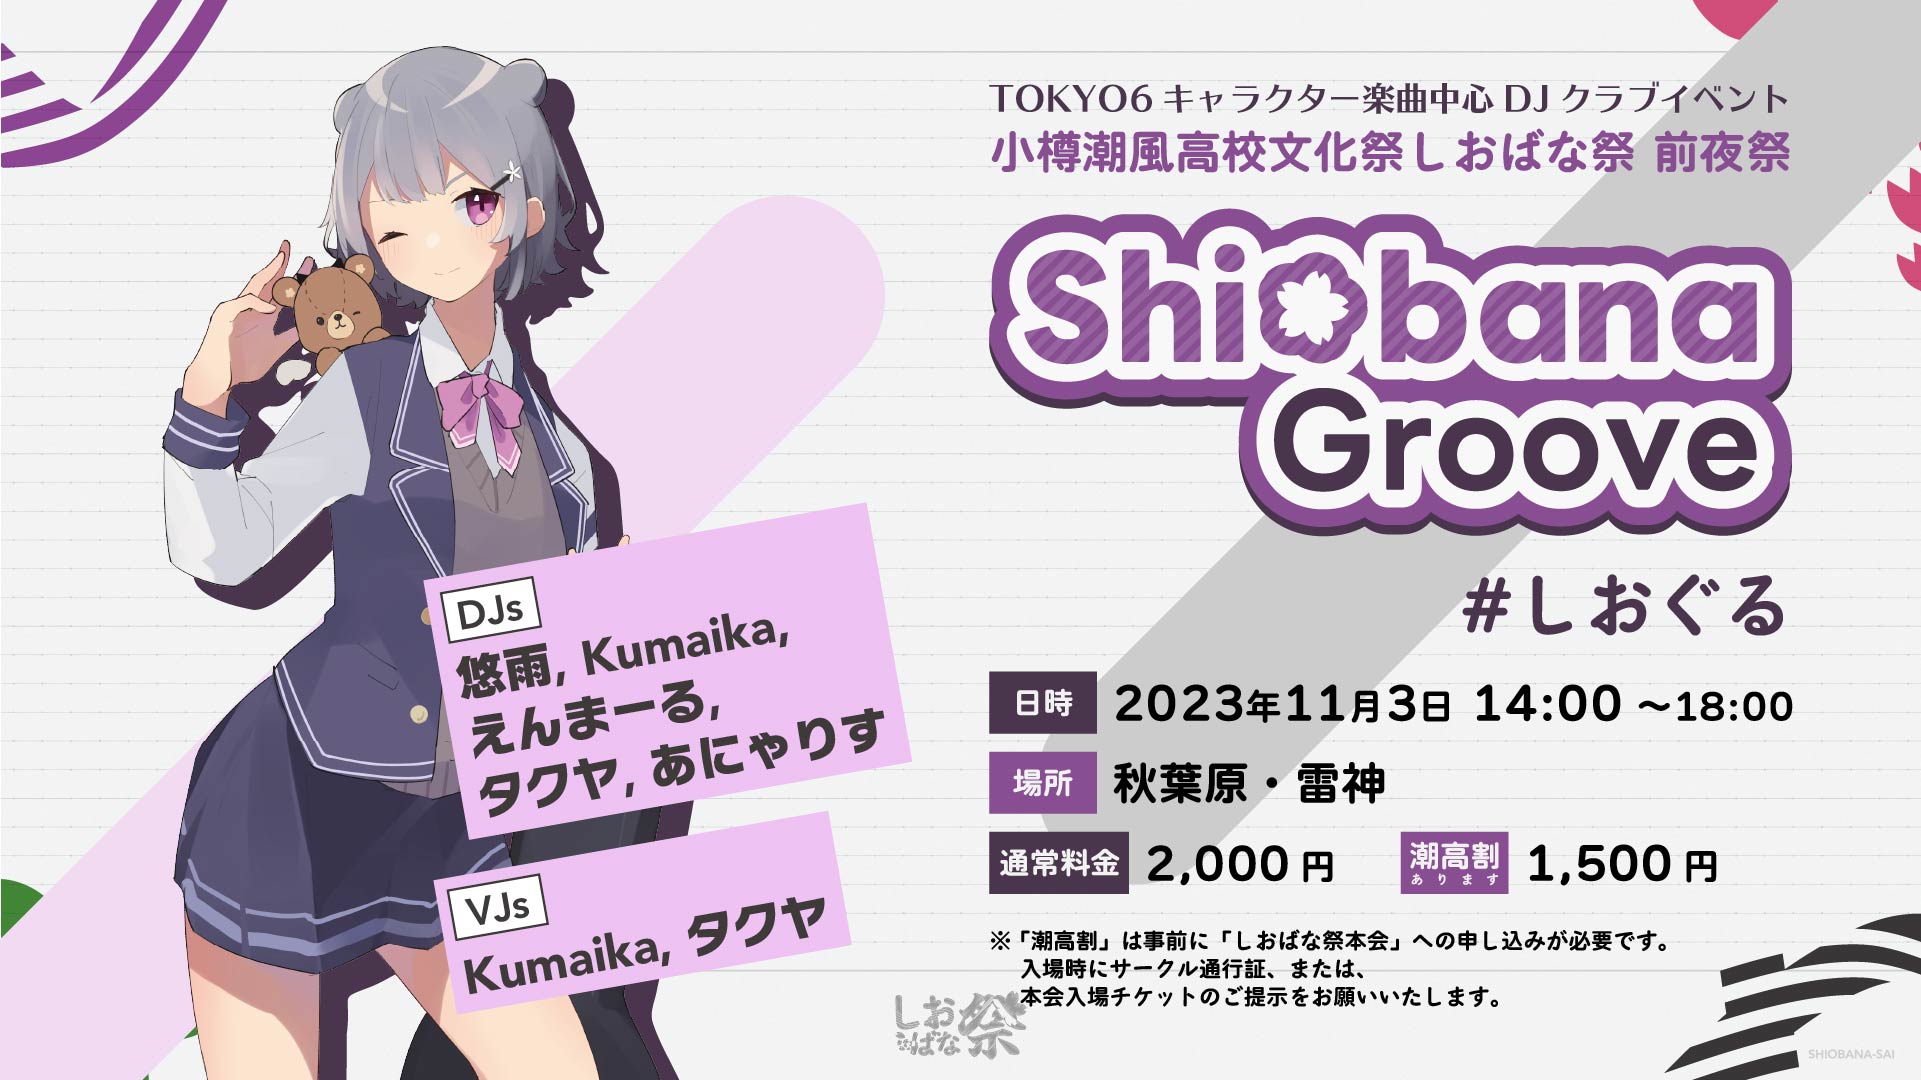 TOKYO6 キャラクター楽曲中心 DJ クラブイベント
小樽潮風高校文化祭しおばな祭 前夜祭
Shiobana
Groove
#しおぐる
日時 2023年11月3日 14:00 ～18:00
場所 秋葉原・雷神
通常料金 2,000 円 潮高割 あります 1,500 円
※「潮高割」は事前に「しおばな祭本会」への申し込みが必要です。
入場時にサークル通行証、または、
本会入場チケットのご提示をお願いいたします。
DJs
悠雨, Kumaika,
えんまーる,
タクヤ, あにゃりす
VJs
Kumaika, タクヤ
しおばな祭
SHIOBANA-SAI